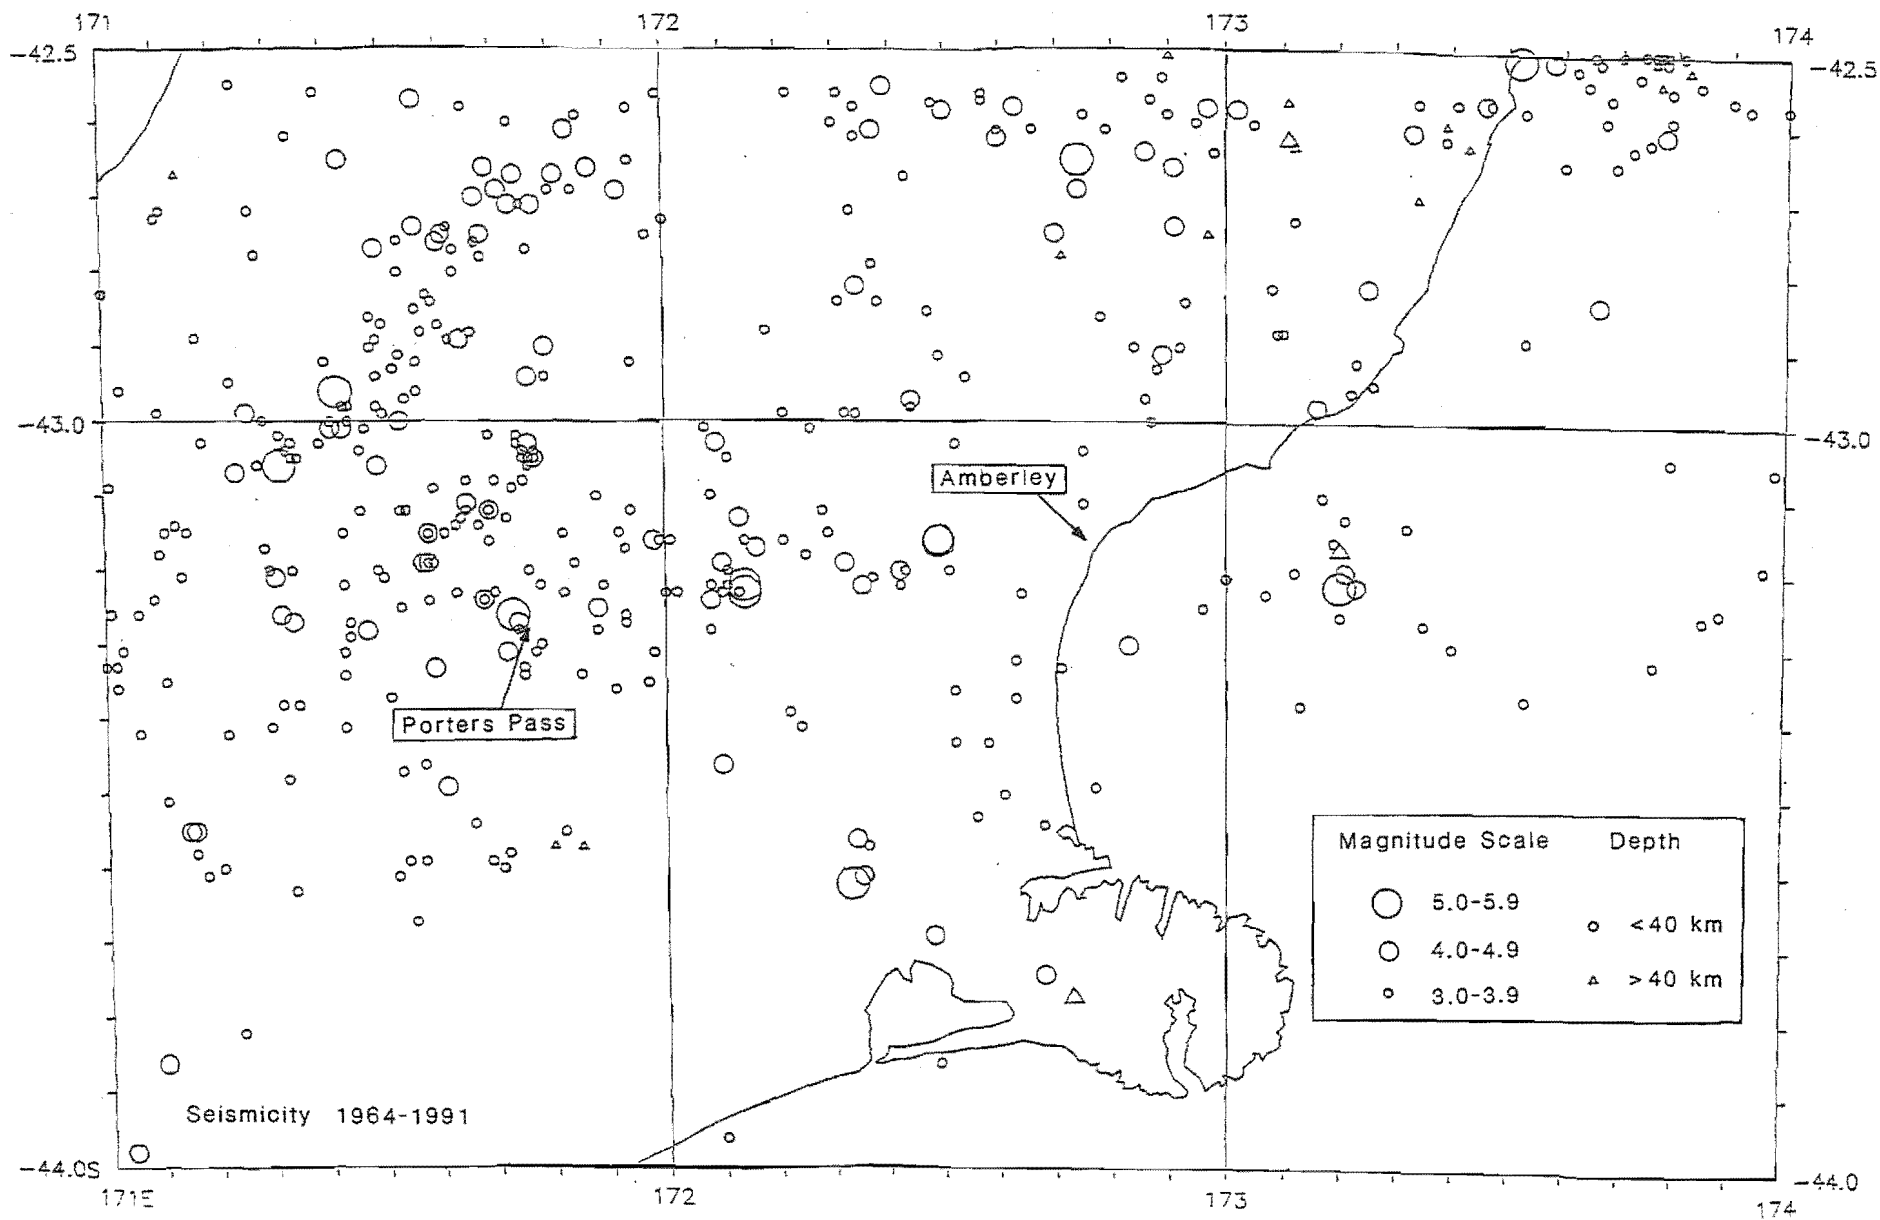 171 172 173 174
-42.5 -42.5
-43.0 -43.0
Amberley
Porters Pass
Magnitude Scale Depth
5.0-5.9
<40 km
4.0-4.9
>40 km
3.0-3.9
Seismicity 1964-1991
-44.0S -44.0
171E 172 173 174